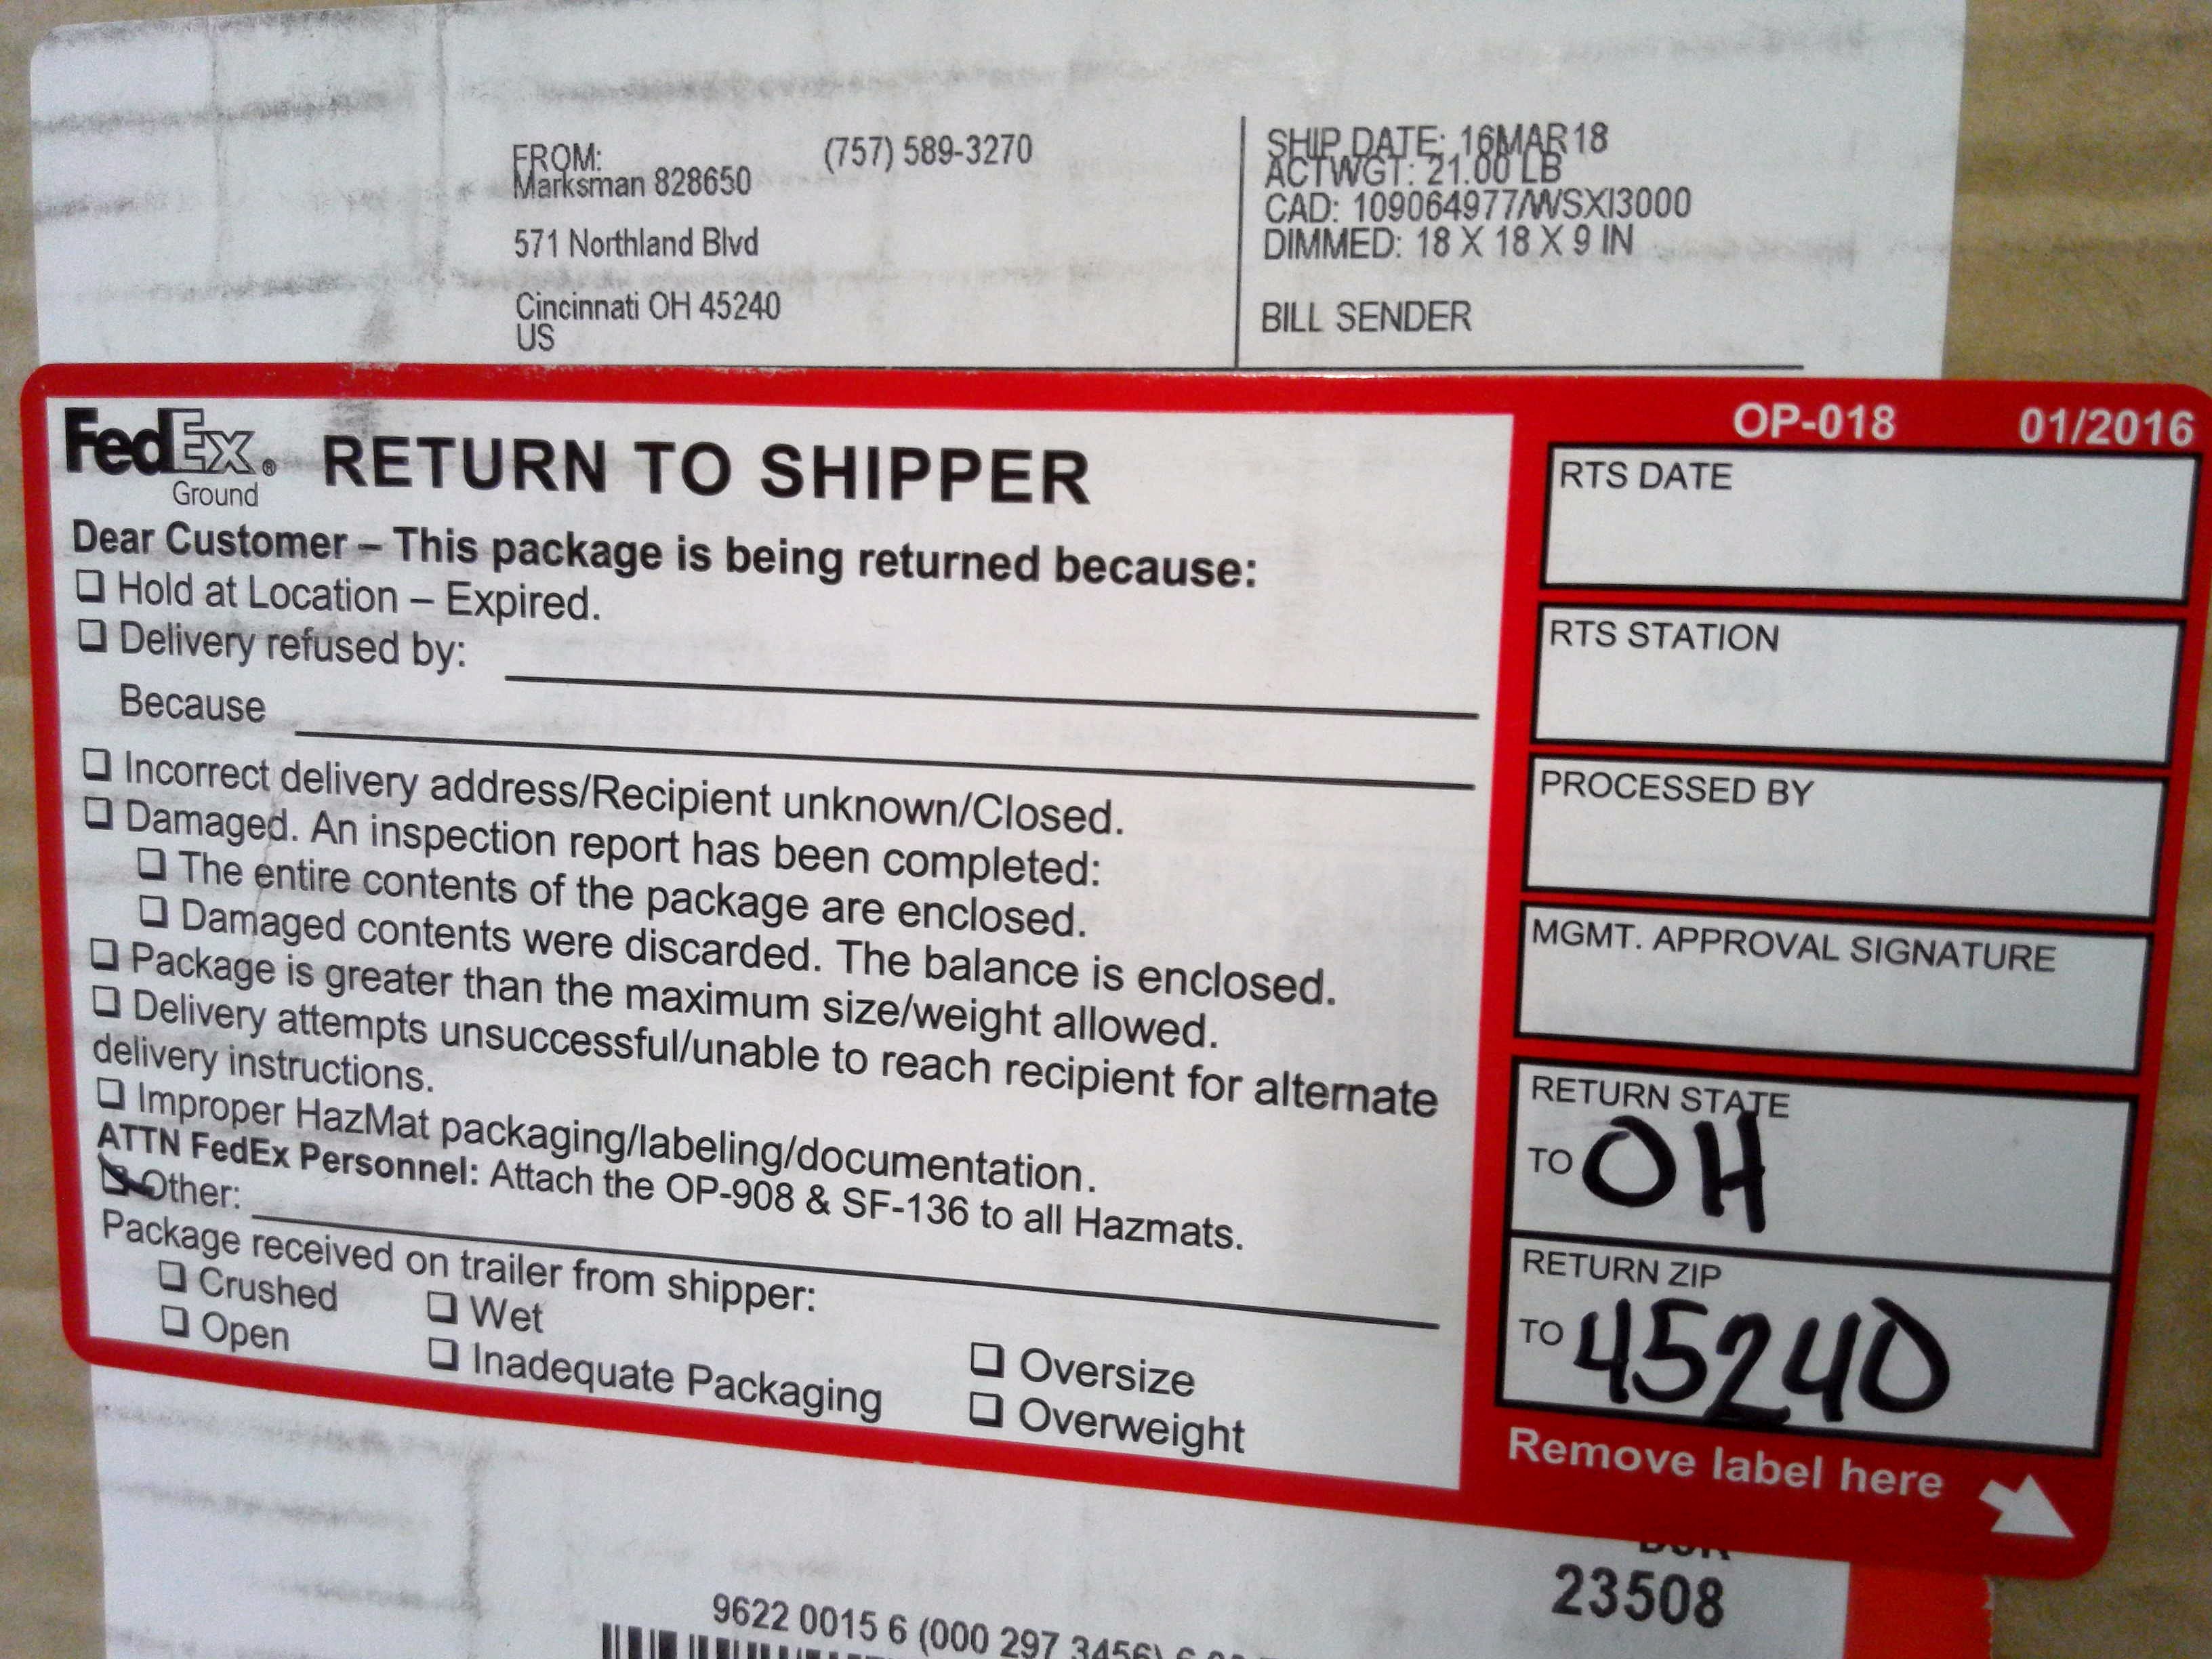 FROM:
(757) 589-3270
Marksman 828650
571 Northland Blvd
Cincinnati OH 45240
US
SHIP DATE: 16MAR18
ACTWGT: 21.00 LB
CAD: 109064977/WSXI3000
DIMMED: 18 X 18 X 9 IN
BILL SENDER
FedEx®
Ground
RETURN TO SHIPPER
Dear Customer – This package is being returned because:
Hold at Location – Expired.
Delivery refused by:
Because
Incorrect delivery address/Recipient unknown/Closed.
Damaged. An inspection report has been completed:
The entire contents of the package are enclosed.
Damaged contents were discarded. The balance is enclosed.
Package is greater than the maximum size/weight allowed.
Delivery attempts unsuccessful/unable to reach recipient for alternate
delivery instructions.
Improper HazMat packaging/labeling/documentation.
ATTN FedEx Personnel: Attach the OP-908 & SF-136 to all Hazmats.
Other:
Package received on trailer from shipper:
Crushed
Wet
Oversize
Open
Inadequate Packaging
Overweight
OP-018
01/2016
RTS DATE
RTS STATION
PROCESSED BY
MGMT. APPROVAL SIGNATURE
RETURN STATE
TO OH
RETURN ZIP
TO 45240
Remove label here
23508
9622 0015 6 (000 297 3456)